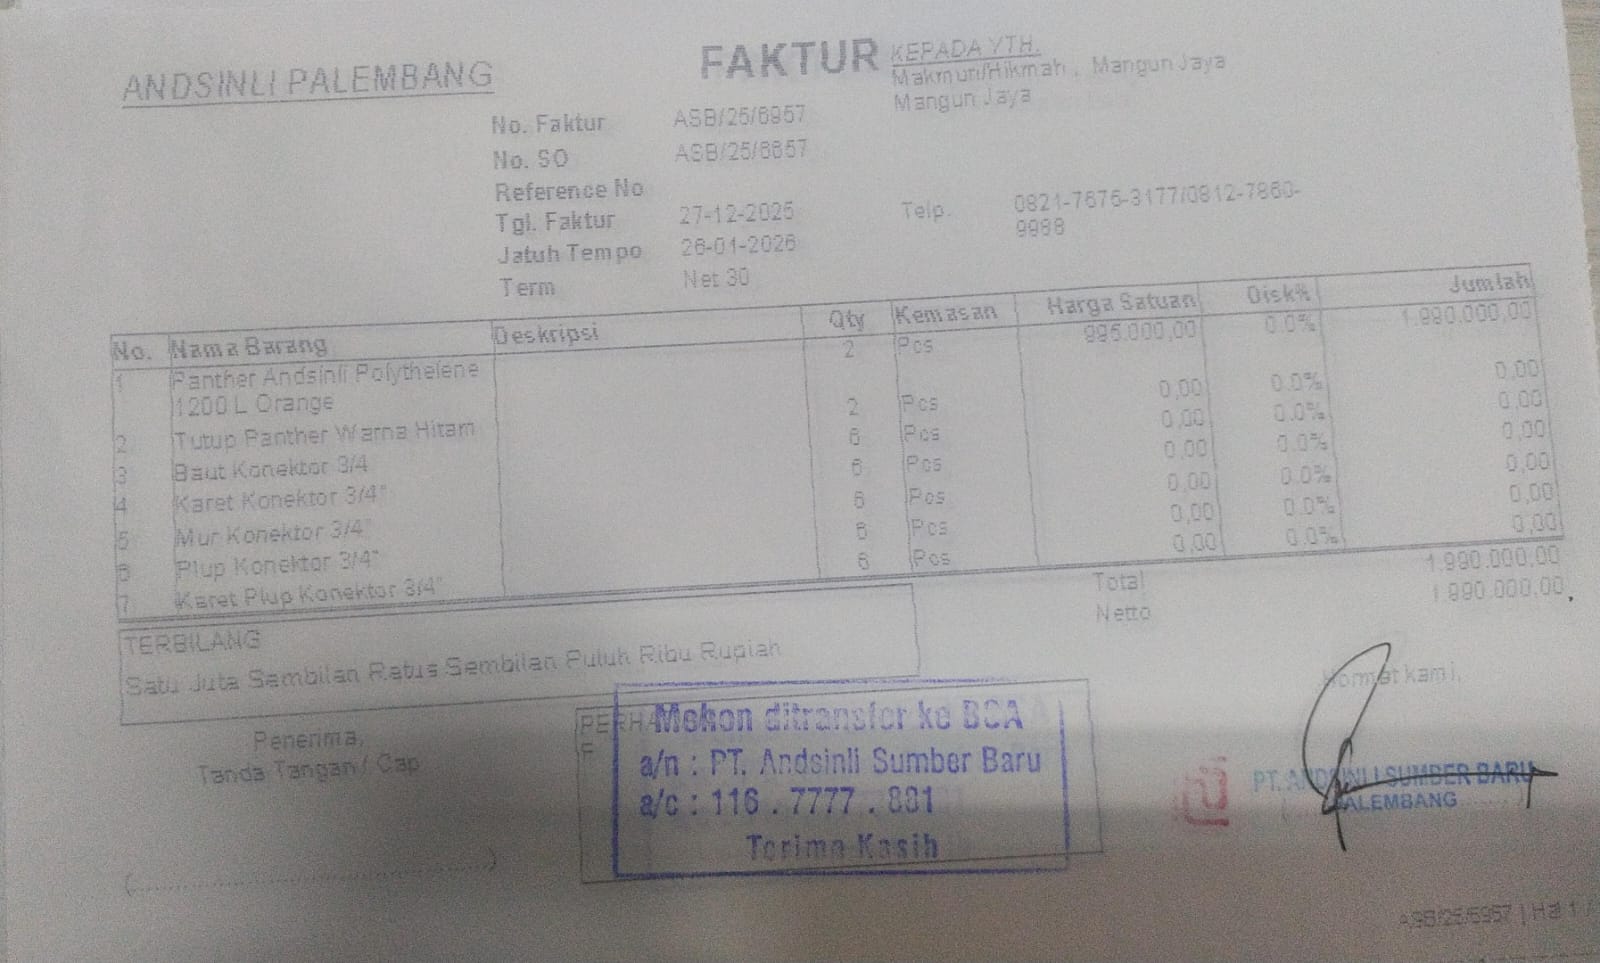 ANDSINLI PALEMBANG
FAKTUR
KEPADA YTH.
Makmuri/Hikmah , Mangun Jaya
Mangun Jaya
No. Faktur ASB/25/6957
No. SO
Reference No
Tgl. Faktur 27-12-2025
Jatuh Tempo 26-01-2026
Term Net 30
Telp. 0821-7676-3177/0812-7860-
No. Nama Barang Deskripsi Qty Kemasan Harga Satuan Disk% Jumlah
1 Panther Andsinli Polythelene 2 Pcs 995.000,00 0.0% 1.990.000,00
1200 L Orange
2 Tutup Panther Warna Hitam 2 Pcs 0,00 0.0% 0,00
3 Baut Konektor 3/4 6 Pcs 0,00 0.0% 0,00
4 Karet Konektor 3/4" 6 Pcs 0,00 0.0% 0,00
5 Mur Konektor 3/4" 6 Pcs 0,00 0.0% 0,00
6 Plup Konektor 3/4" 6 Pcs 0,00 0.0% 0,00
7 Karet Plup Konektor 3/4" 6 Pcs 0,00 0.0% 0,00
Total 1.990.000,00
Netto 1.990.000,00
TERBILANG
Satu Juta Sembilan Ratus Sembilan Puluh Ribu Rupiah
Penerima,
Tanda Tangan / Cap
PERHA
Mohon ditransfer ke BCA
a/n : PT. Andsinli Sumber Baru
a/c : 116 . 7777 . 881
Terima Kasih
Hormat kami,
PT. ANDSINLI SUMBER BARU
PALEMBANG
ASB/25/6957 | Hal 1 /